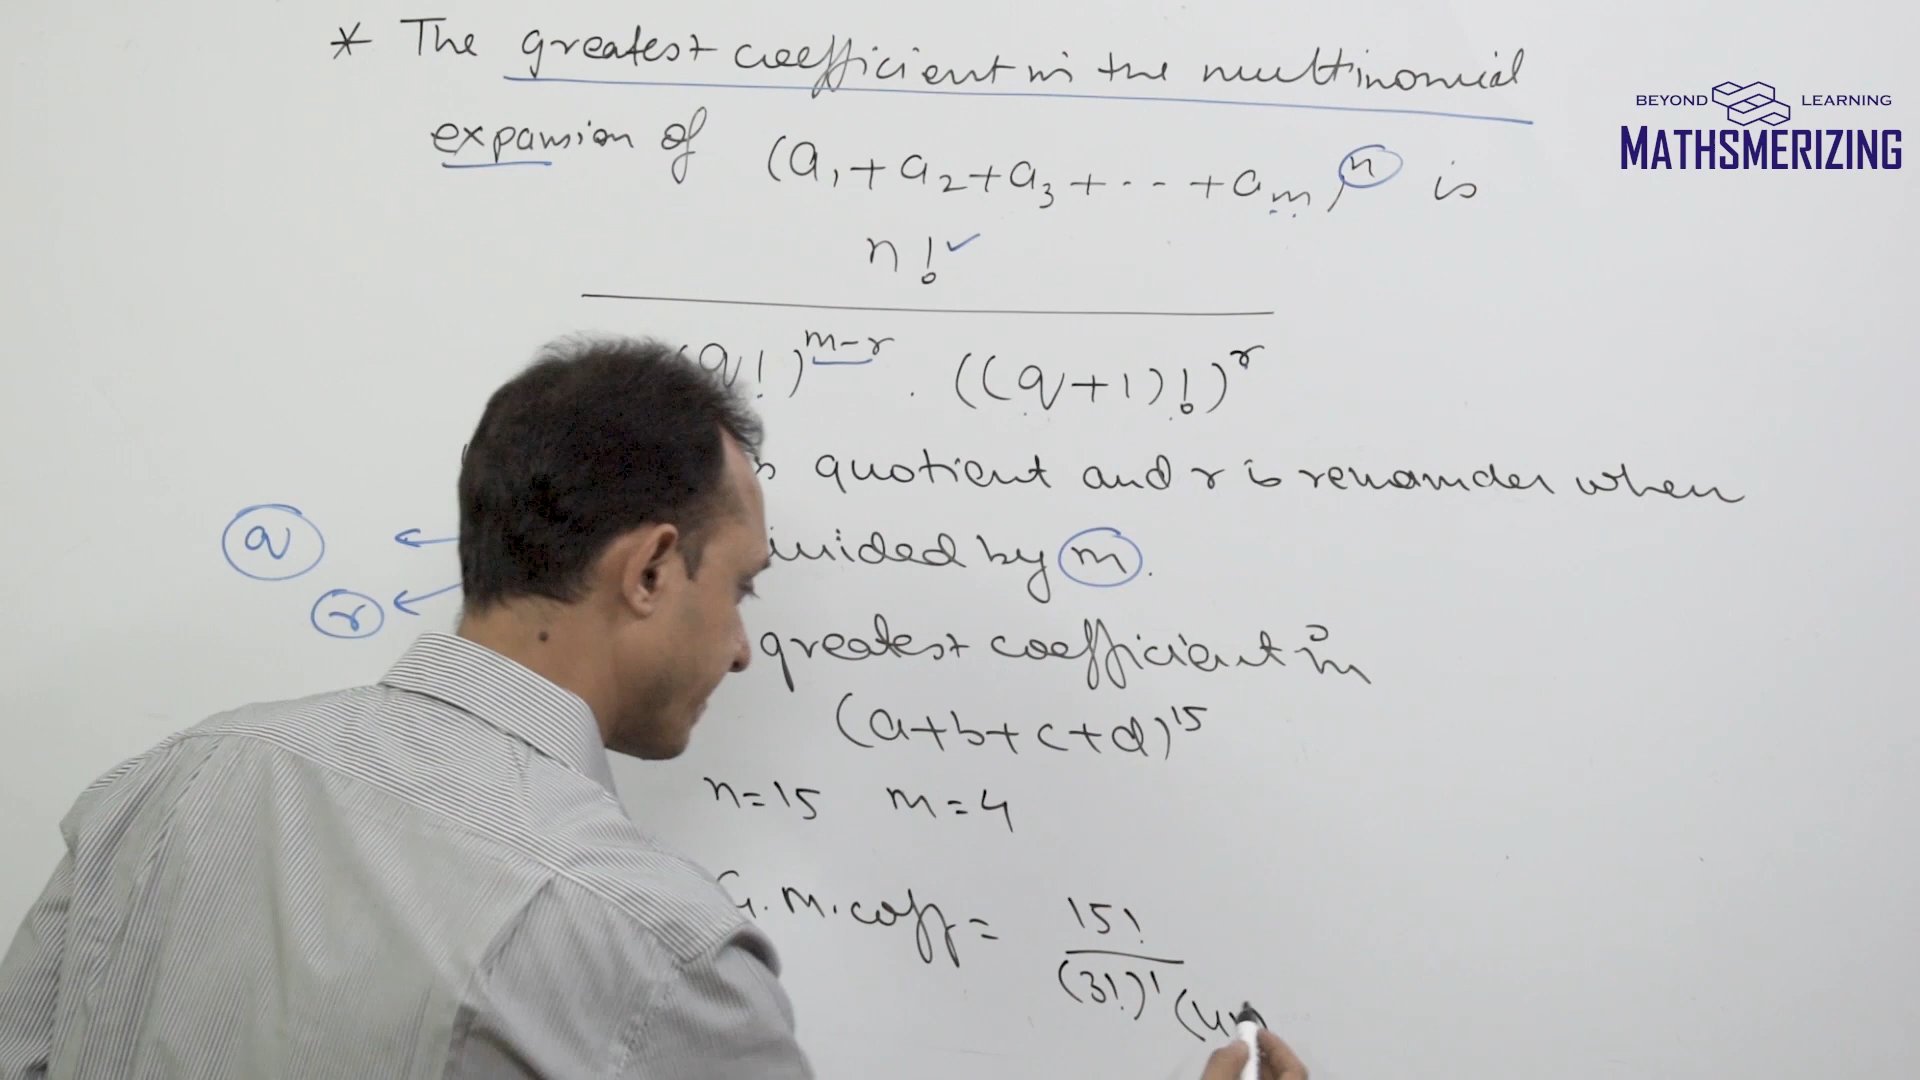 * The greatest coefficient in the multinomial
expansion of (a₁+a₂+a₃+--+aₘ)ⁿ is
n! ✓
q!)^(m-r) . ((q+1)!)^r
quotient and r is remainder when
q ←
by m.
r ←
greatest coefficient in
(a+b+c+d)^15
n=15 m=4
G.M.coff = 15!/(3!)^1 (4!
BEYOND LEARNING
MATHSMERIZING